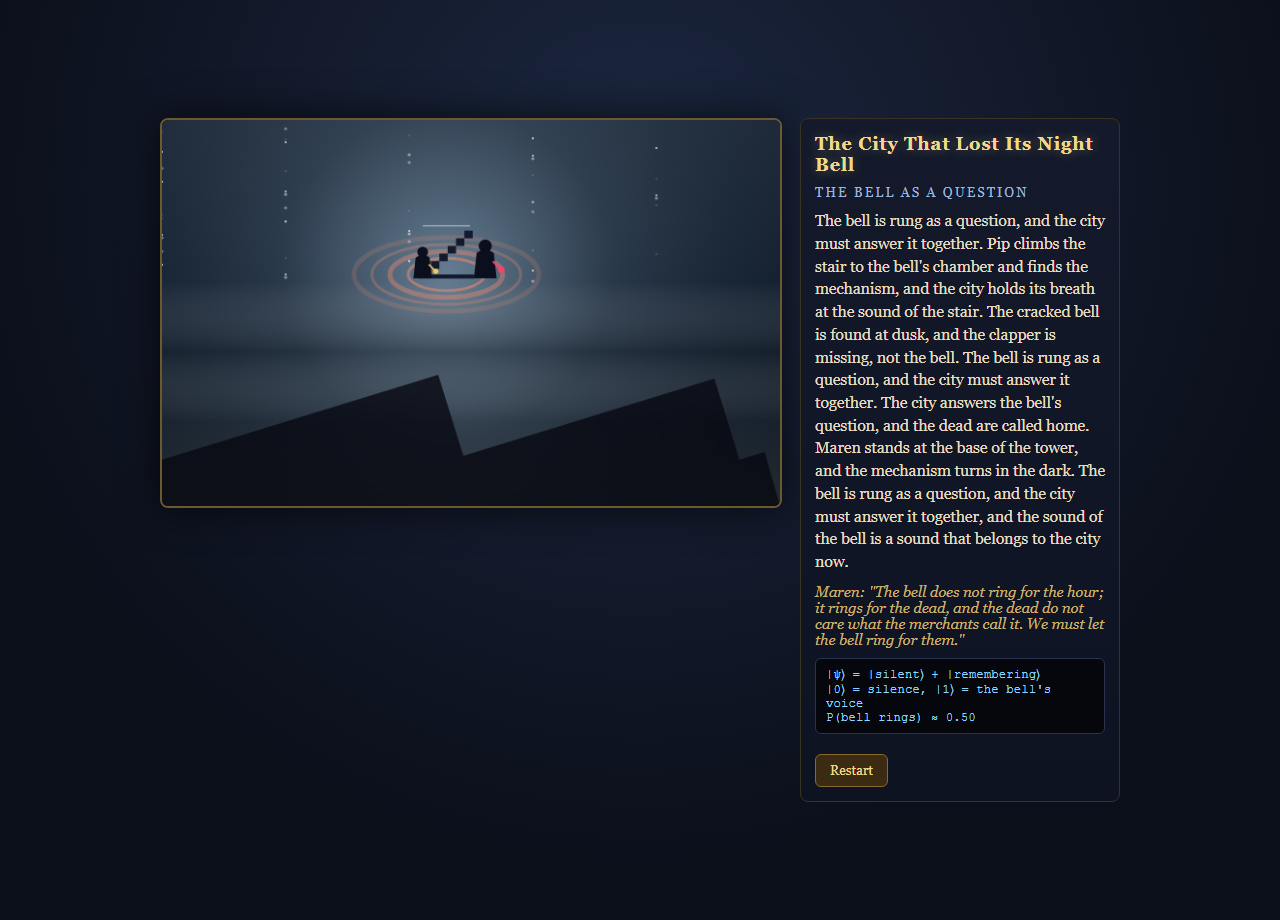 The City That Lost Its Night
Bell
THE BELL AS A QUESTION
The bell is rung as a question, and the city
must answer it together. Pip climbs the
stair to the bell's chamber and finds the
mechanism, and the city holds its breath
at the sound of the stair. The cracked bell
is found at dusk, and the clapper is
missing, not the bell. The bell is rung as a
question, and the city must answer it
together. The city answers the bell's
question, and the dead are called home.
Maren stands at the base of the tower,
and the mechanism turns in the dark. The
bell is rung as a question, and the city
must answer it together, and the sound of
the bell is a sound that belongs to the city
now.
Maren: "The bell does not ring for the hour;
it rings for the dead, and the dead do not
care what the merchants call it. We must let
the bell ring for them."
|ψ⟩ = |silent⟩ + |remembering⟩
|0⟩ = silence, |1⟩ = the bell's
voice
P(bell rings) ≈ 0.50
Restart